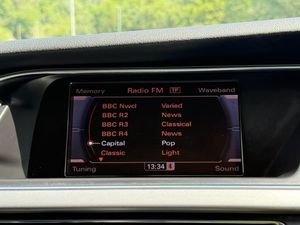 Memory Radio FM TP Waveband
BBC Nwcl Varied
BBC R2 News
BBC R3 Classical
BBC R4 News
Capital Pop
Classic Light
Tuning 13:34 Sound